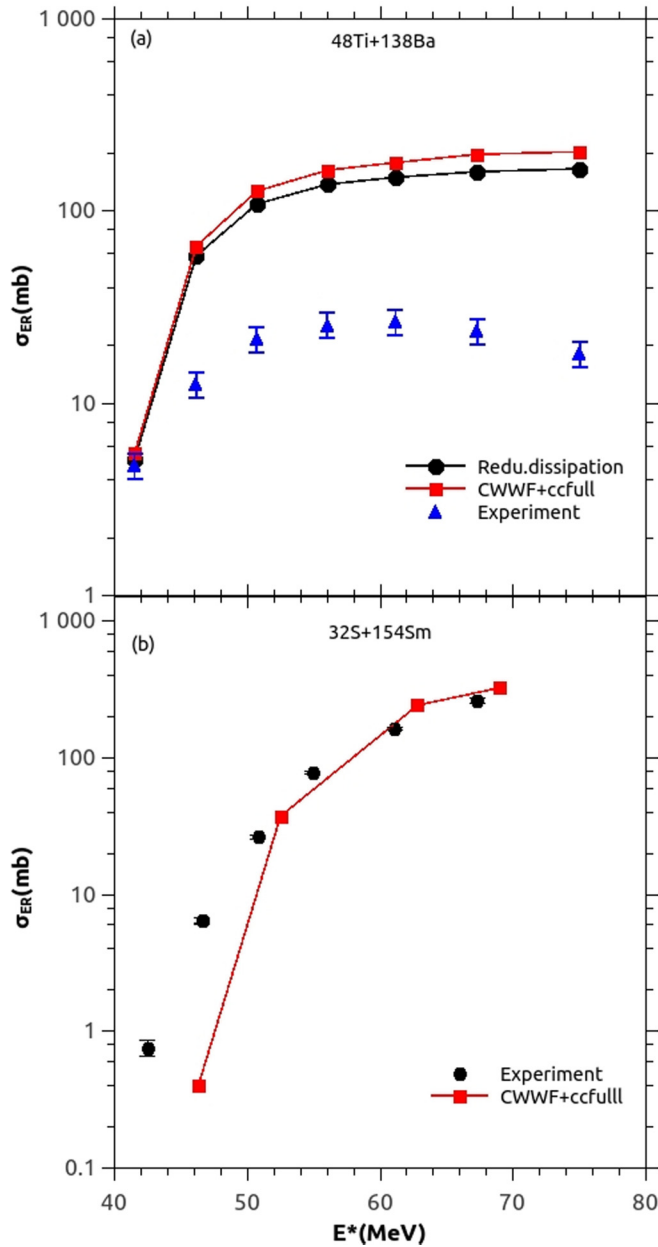 1 000
(a)
48Ti+138Ba
100
σER(mb)
10
Redu.dissipation
CWWF+ccfull
Experiment
1
1 000
(b)
32S+154Sm
100
σER(mb)
10
1
Experiment
CWWF+ccfulll
0.1
40 50 60 70 80
E*(MeV)